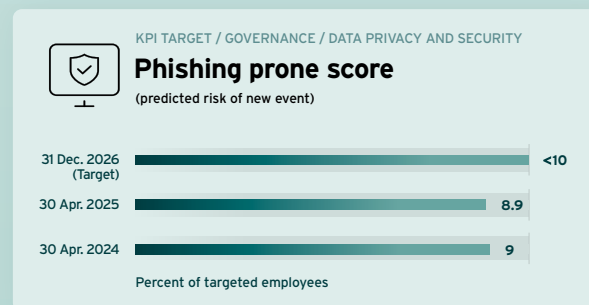 KPI TARGET / GOVERNANCE / DATA PRIVACY AND SECURITY
Phishing prone score
(predicted risk of new event)
31 Dec. 2026
(Target)
<10
30 Apr. 2025
8.9
30 Apr. 2024
9
Percent of targeted employees